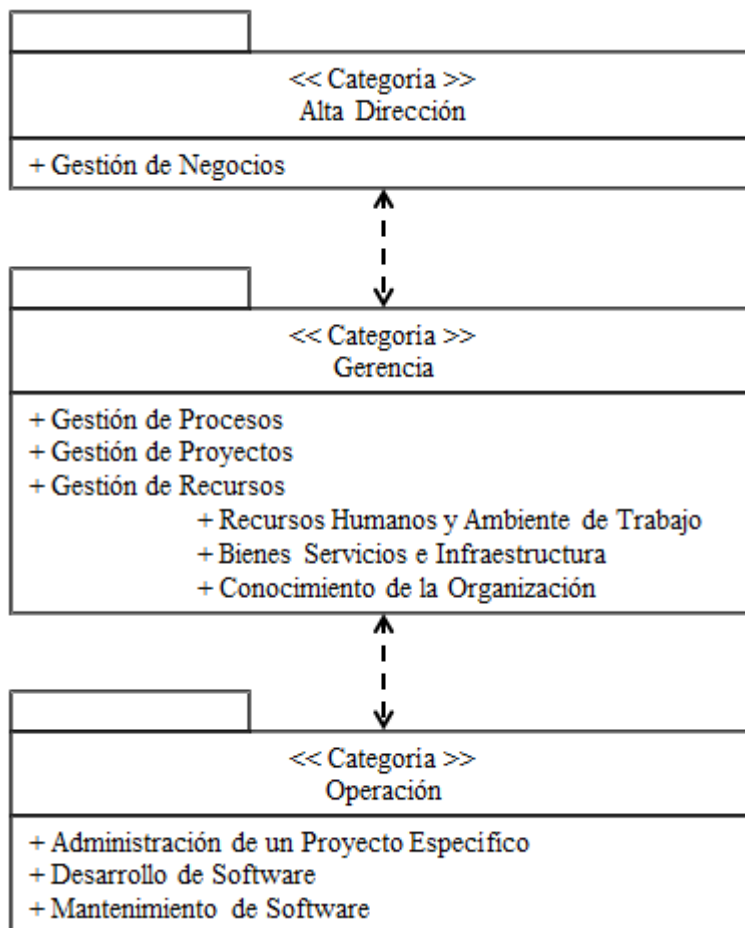 << Categoria >>
Alta Dirección
+ Gestión de Negocios
<< Categoria >>
Gerencia
+ Gestión de Procesos
+ Gestión de Proyectos
+ Gestión de Recursos
+ Recursos Humanos y Ambiente de Trabajo
+ Bienes Servicios e Infraestructura
+ Conocimiento de la Organización
<< Categoria >>
Operación
+ Administración de un Proyecto Especifico
+ Desarrollo de Software
+ Mantenimiento de Software